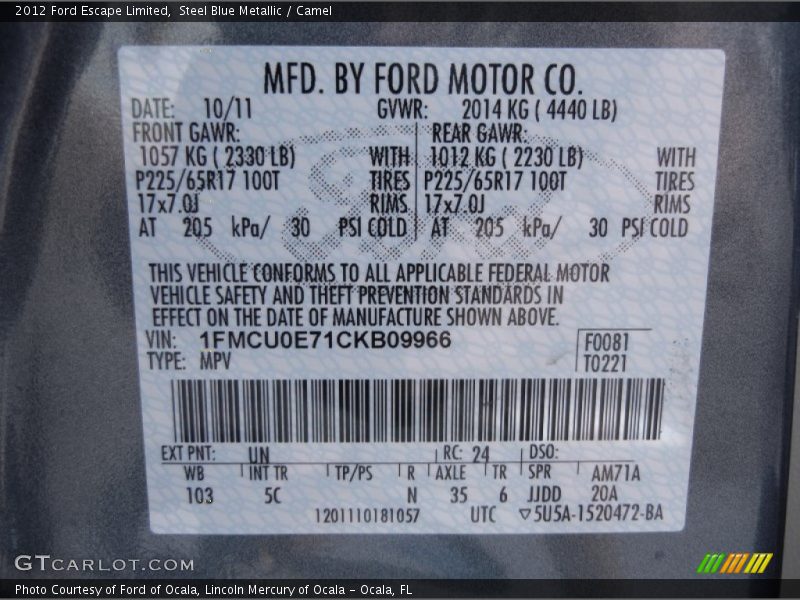 2012 Ford Escape Limited, Steel Blue Metallic / Camel
MFD. BY FORD MOTOR CO.
DATE: 10/11 GVWR: 2014 KG ( 4440 LB)
FRONT GAWR: REAR GAWR:
1057 KG ( 2330 LB) WITH 1012 KG ( 2230 LB) WITH
P225/65R17 100T TIRES P225/65R17 100T TIRES
17x7.0J RIMS 17x7.0J RIMS
AT 205 kPa/ 30 PSI COLD AT 205 kPa/ 30 PSI COLD
THIS VEHICLE CONFORMS TO ALL APPLICABLE FEDERAL MOTOR
VEHICLE SAFETY AND THEFT PREVENTION STANDARDS IN
EFFECT ON THE DATE OF MANUFACTURE SHOWN ABOVE.
VIN: 1FMCU0E71CKB09966 F0081
TYPE: MPV T0221
EXT PNT: UN RC: 24 DSO:
WB INT TR TP/PS R AXLE TR SPR AM71A
103 5C N 35 6 JJDD 20A
1201110181057 UTC ▽5U5A-1520472-BA
GTCARLOT.COM
Photo Courtesy of Ford of Ocala, Lincoln Mercury of Ocala – Ocala, FL